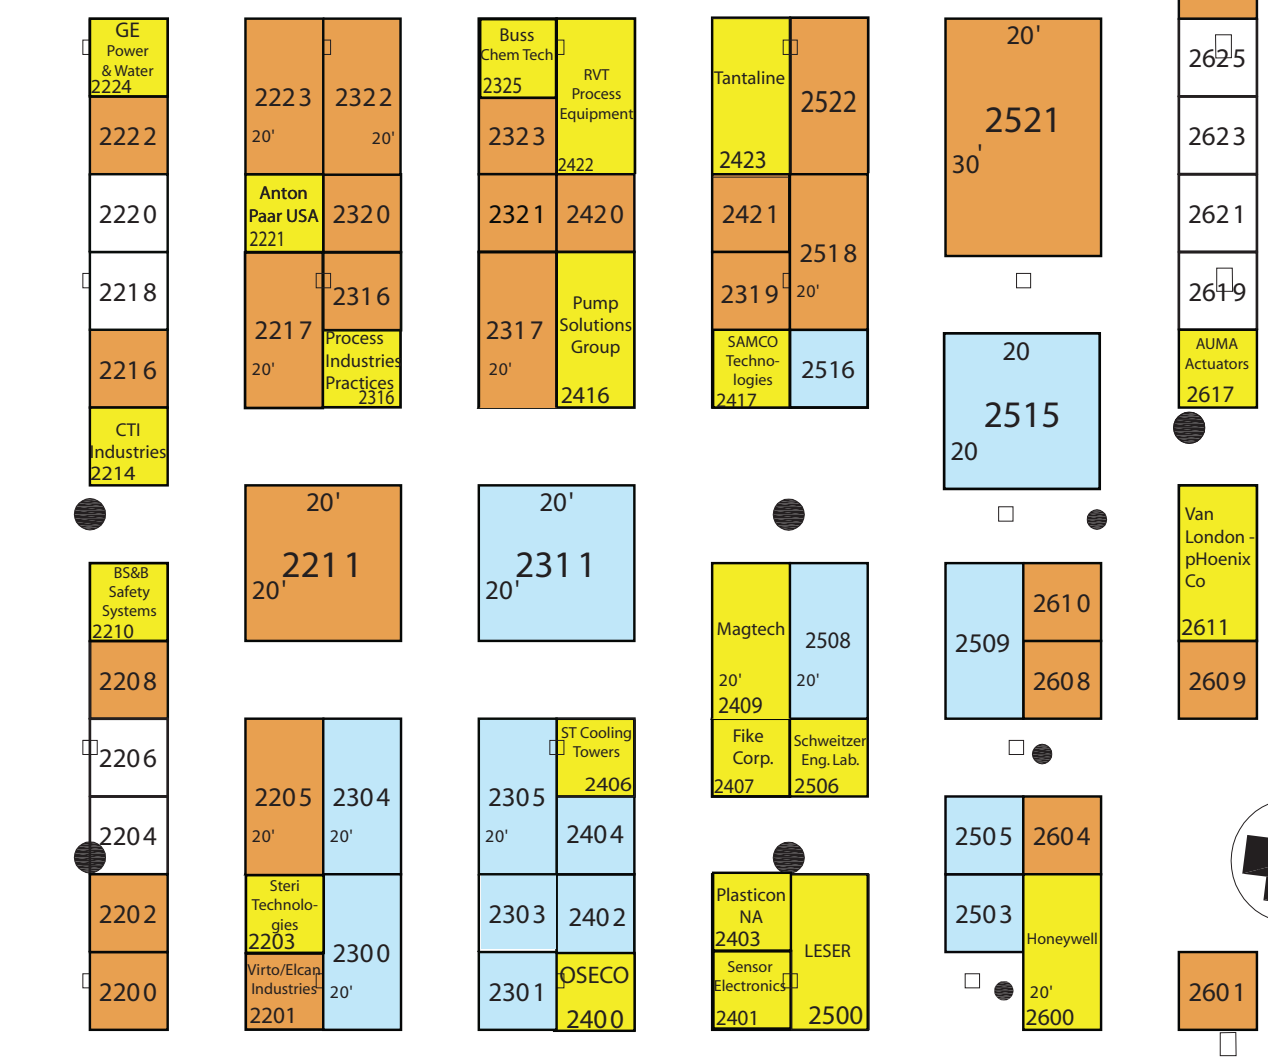 GE
Power
& Water
2224
2222
2220
2218
2216
CTI
Industries
2214
BS&B
Safety
Systems
2210
2208
2206
2204
2202
2200
2223
20'
2322
20'
Anton
Paar USA
2221
2320
2217
20'
2316
Process
Industries
Practices
2316
20'
2211
20'
2205
20'
2304
20'
Steri
Technolo-
gies
2203
2300
20'
Virto/Elcan
Industries
2201
Buss
Chem Tech
2325
RVT
Process
Equipment
2422
2323
2321
2420
2317
20'
Pump
Solutions
Group
2416
20'
2311
20'
2305
20'
ST Cooling
Towers
2406
2404
2303
2402
2301
OSECO
2400
Tantaline
2423
2522
2421
2518
20'
2319
SAMCO
Techno-
logies
2417
2516
Magtech
20'
2409
2508
20'
Fike
Corp.
2407
Schweitzer
Eng. Lab.
2506
Plasticon
NA
2403
LESER
2500
Sensor
Electronics
2401
20'
2521
30'
20
2515
20
2509
2610
2608
2505
2604
2503
Honeywell
20'
2600
2625
2623
2621
2619
AUMA
Actuators
2617
Van
London -
pHoenix
Co
2611
2609
2601